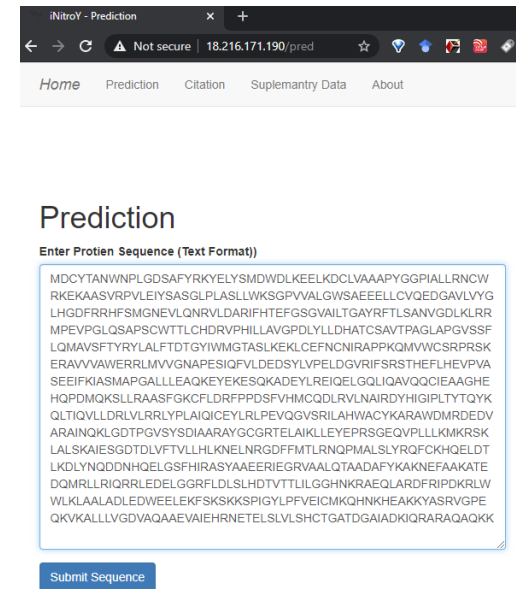 iNitroY - Prediction
Not secure | 18.216.171.190/pred
Home Prediction Citation Suplemantry Data About
Prediction
Enter Protien Sequence (Text Format))
MDCYTANWNPLGDSAFYRKYELYSMDWDLKEELKDCLVAAAPYGGPIALLRNCW
RKEKAASVRPVLEIYSASGLPLASLLWKSGPVVALGWSAEEELLCVQEDGAVLVYG
LHGDFRRHFSMGNEVLQNRVLDARIFHTEFGSGVAILTGAYRFTLSANVGDLKLRR
MPEVPGLQSAPSCWTTLCHDRVPHILLAVGPDLYLLDHATCSAVTPAGLAPGVSSF
LQMAVSFTYRYLALFTDTGYIWMGTASLKEKLCEFNCNIRAPPKQMVWCSRPRSK
ERAVVVAWERRLMVVGNAPESIQFVLDEDSYLVPELDGVRIFSRSTHEFLHEVPVA
SEEIFKIASMAPGALLLEAQKEYEKESQKADEYLREIQELGQLIQAVQQCIEAAGHE
HQPDMQKSLLRAASFGKCFLDRFPPDSFVHMCQDLRVLNAIRDYHIGIPLTYTQYK
QLTIQVLLDRLVLRRLYPLAIQICEYLRLPEVQGVSRILAHWACYKARAWDMRDEDV
ARAINQKLGDTPGVSYSDIAARAYGCGRTELAIKLLEYEPRSGEQVPLLLKMKRSK
LALSKAIESGDTDLVFTVLLHLKNELNRGDFFMTLRNQPMALSLYRQFCKHQELDT
LKDLYNQDDNHQELGSFHIRASYAAEERIEGRVAALQTAADAFYKAKNEFAAKATE
DQMRLLRIQRRLEDELGGRFLDLSLHDTVTTLILGGHNKRAEQLARDFRIPDKRLW
WLKLAALADLEDWEELEKFSKSKKSPIGYLPFVEICMKQHNKHEAKKYASRVGPE
QKVKALLLVGDVAQAAEVAIEHRNETELSLVLSHCTGATDGAIADKIQRARAQAQKK
Submit Sequence